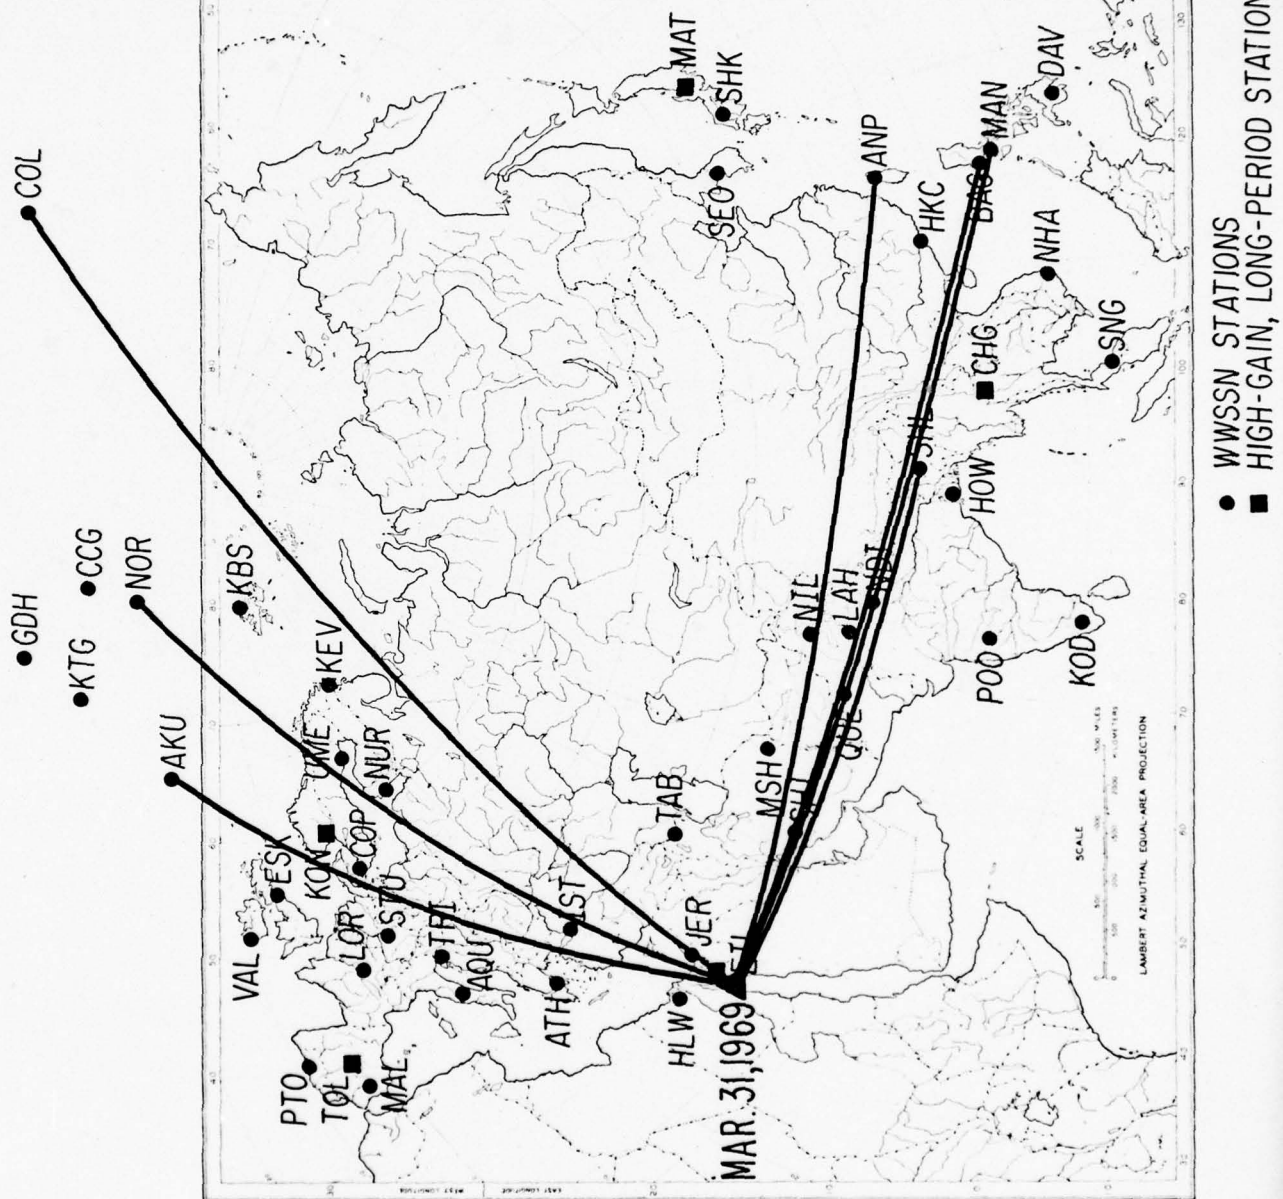 COL
GDH
CCG
KTG
NOR
AKU
KBS
KEV
UME
NUR
ESK
KON
COP
VAL
LOR
STU
TRI
AQU
PTO
TOL
MAL
IST
ATH
TAB
JER
HLW
MAR. 31, 1969
MSH
SHI
QUE
NIL
LAH
NDI
MAT
SHK
SEO
ANP
HKC
BAG
MAN
DAV
NHA
CHG
SNG
SHL
HOW
POO
KOD
SCALE
LAMBERT AZIMUTHAL EQUAL-AREA PROJECTION
● WWSSN STATIONS
■ HIGH-GAIN, LONG-PERIOD STATION